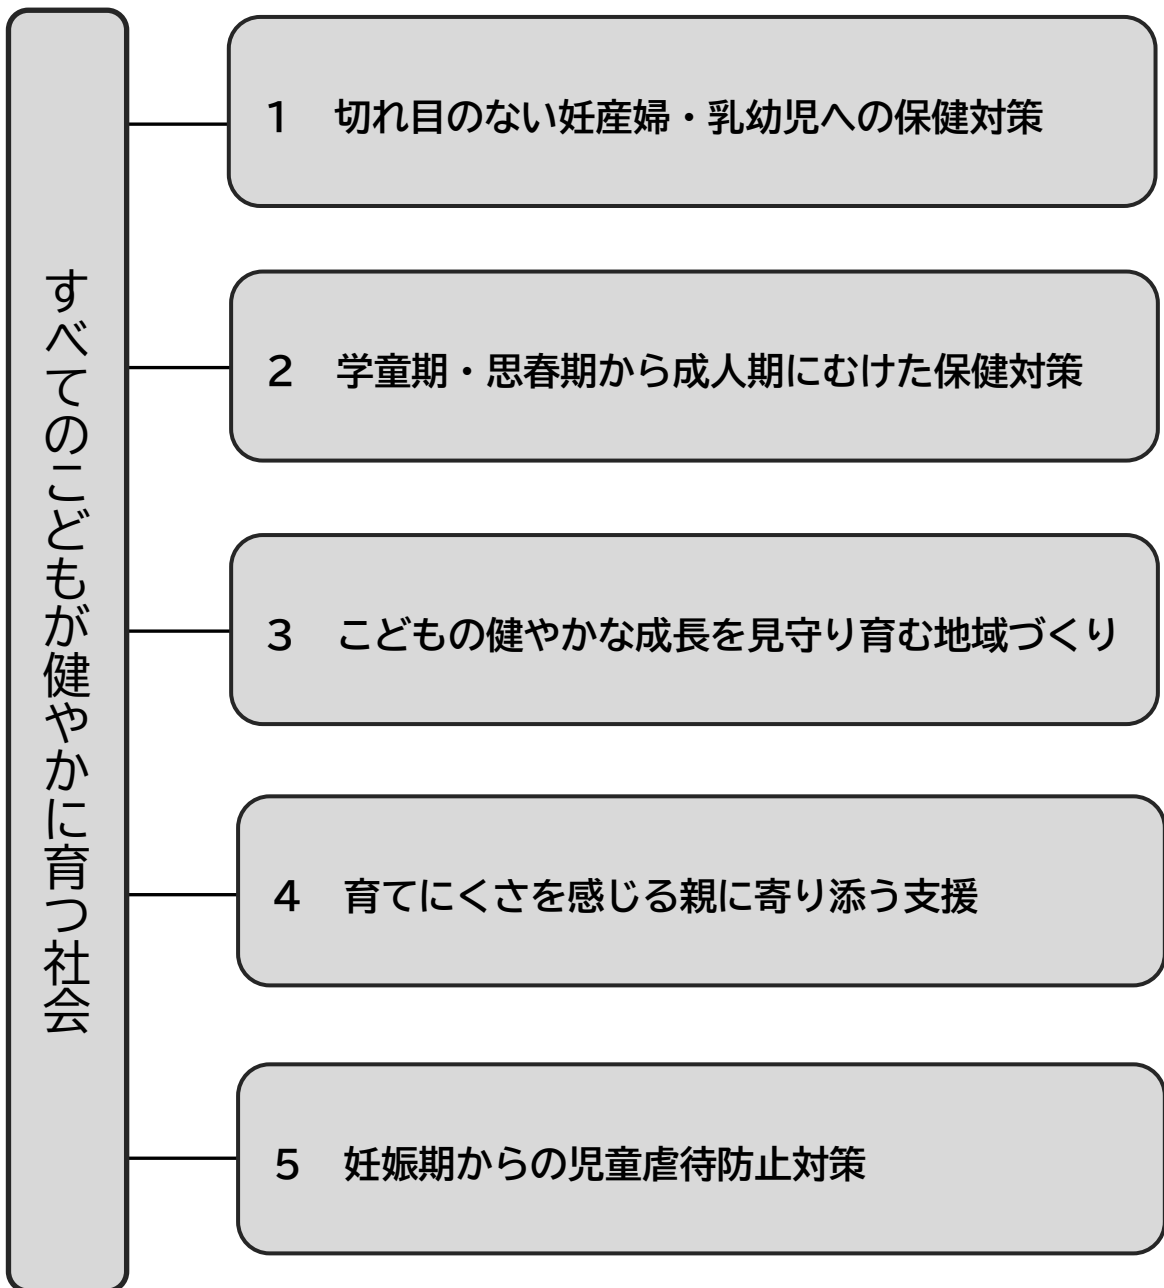 すべてのこどもが健やかに育つ社会
1　切れ目のない妊産婦・乳幼児への保健対策
2　学童期・思春期から成人期にむけた保健対策
3　こどもの健やかな成長を見守り育む地域づくり
4　育てにくさを感じる親に寄り添う支援
5　妊娠期からの児童虐待防止対策